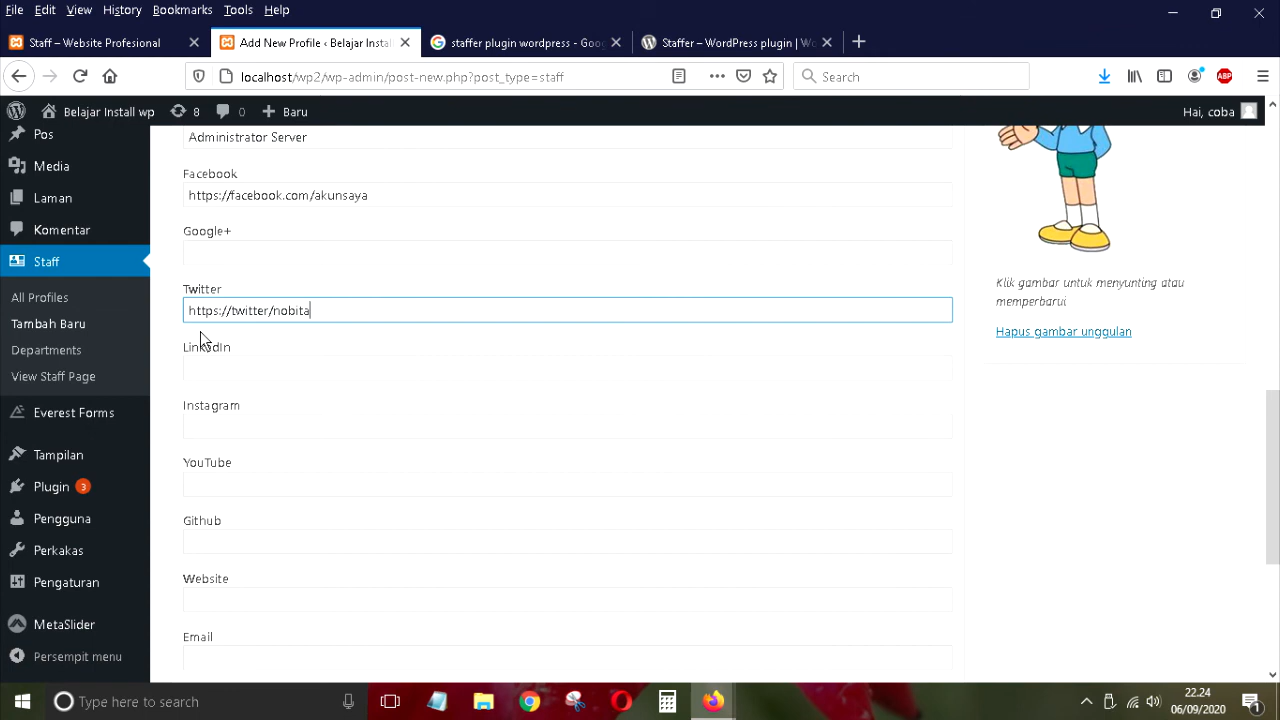 File Edit View History Bookmarks Tools Help
Staff – Website Profesional
Add New Profile ‹ Belajar Instal
staffer plugin wordpress - Goo
Staffer – WordPress plugin | Wo
localhost/wp2/wp-admin/post-new.php?post_type=staff
Search
ABP
Belajar Install wp 8 0 Baru Hai, coba
Pos
Media
Laman
Komentar
Staff
All Profiles
Tambah Baru
Departments
View Staff Page
Everest Forms
Tampilan
Plugin 3
Pengguna
Perkakas
Pengaturan
MetaSlider
Persempit menu
Administrator Server
Facebook
https://facebook.com/akunsaya
Google+
Twitter
https://twitter/nobita
LinkedIn
Instagram
YouTube
Github
Website
Email
Klik gambar untuk menyunting atau
memperbarui
Hapus gambar unggulan
Type here to search
22.24
06/09/2020
1